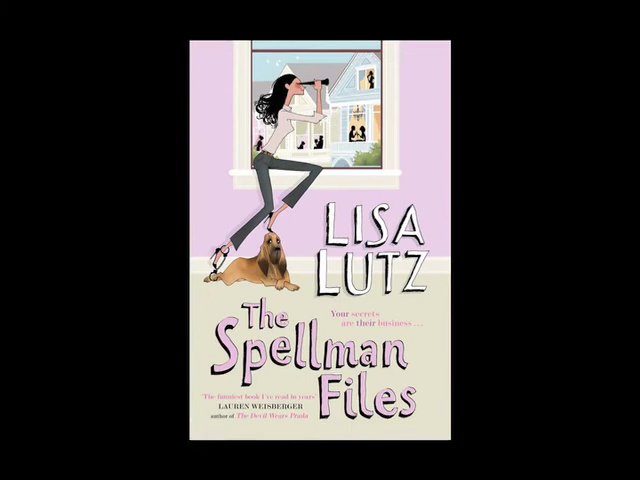 LISA
LUTZ
Your secrets
are their business...
The
Spellman
Files
'The funniest book I've read in years'
LAUREN WEISBERGER
author of The Devil Wears Prada